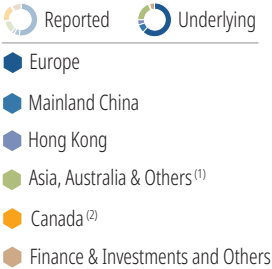 Reported Underlying
Europe
Mainland China
Hong Kong
Asia, Australia & Others (1)
Canada (2)
Finance & Investments and Others